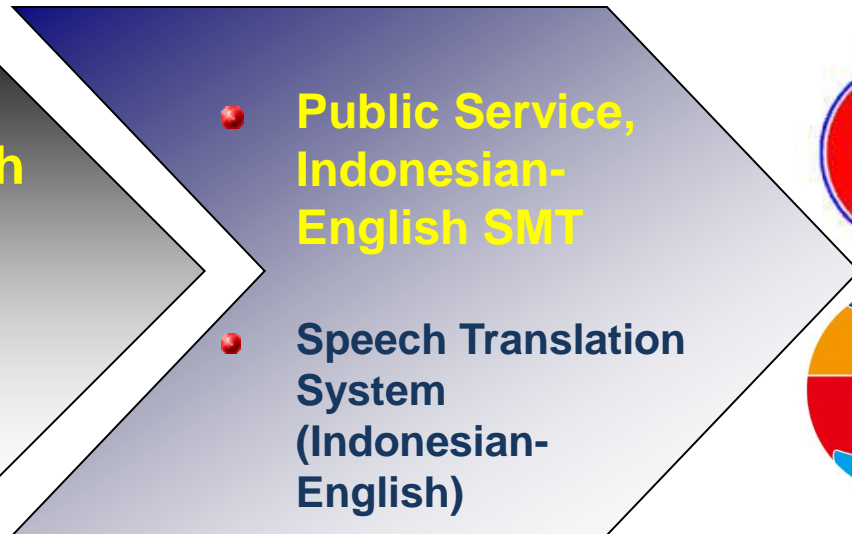 Public Service,
Indonesian-
English SMT
Speech Translation
System
(Indonesian-
English)